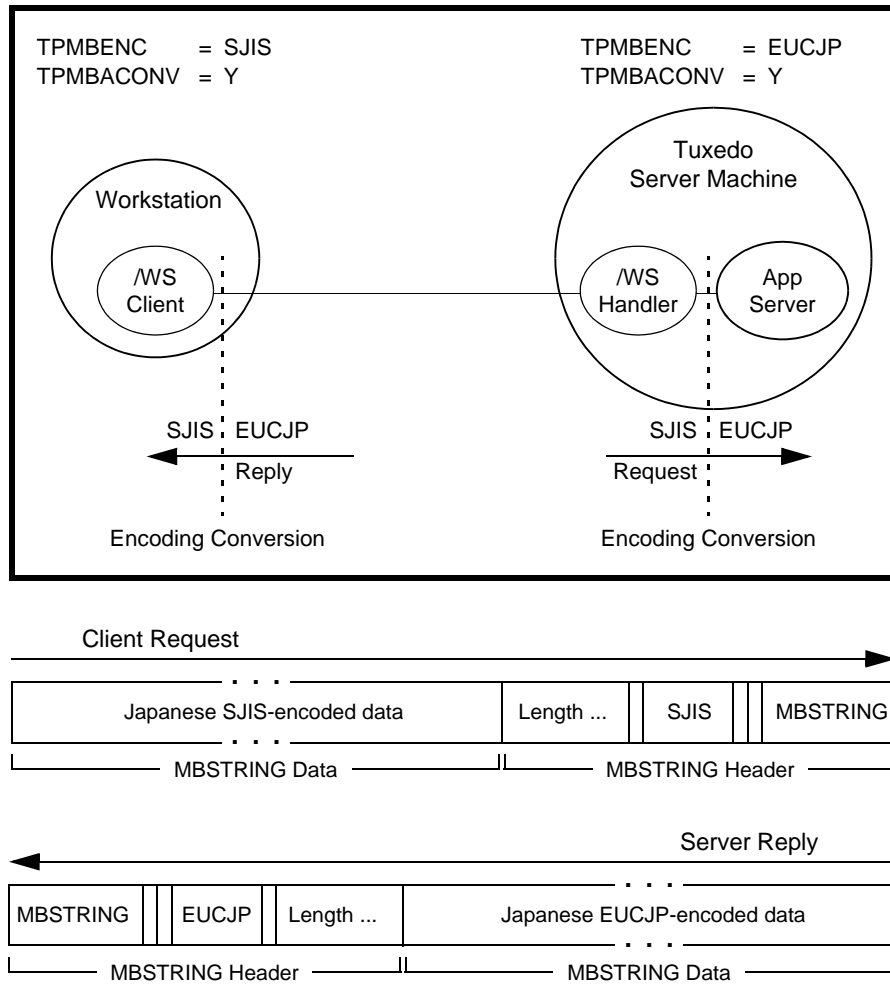 TPMBENC = SJIS
TPMBACONV = Y
TPMBENC = EUCJP
TPMBACONV = Y
Workstation
/WS
Client
Tuxedo
Server Machine
/WS
Handler
App
Server
SJIS EUCJP
Reply
Encoding Conversion
SJIS EUCJP
Request
Encoding Conversion
Client Request
. . .
Japanese SJIS-encoded data Length ... SJIS MBSTRING
. . .
MBSTRING Data MBSTRING Header
Server Reply
. . .
MBSTRING EUCJP Length ... Japanese EUCJP-encoded data
. . .
MBSTRING Header MBSTRING Data